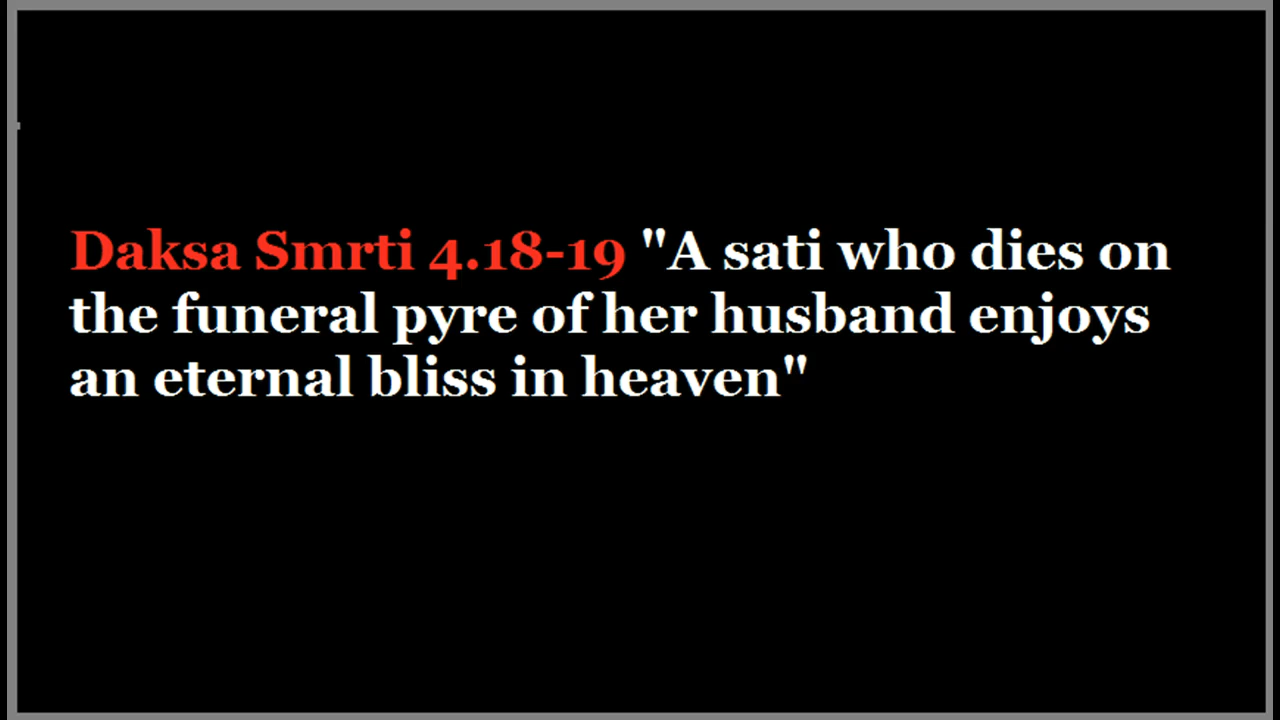 Daksa Smrti 4.18-19 "A sati who dies on
the funeral pyre of her husband enjoys
an eternal bliss in heaven"